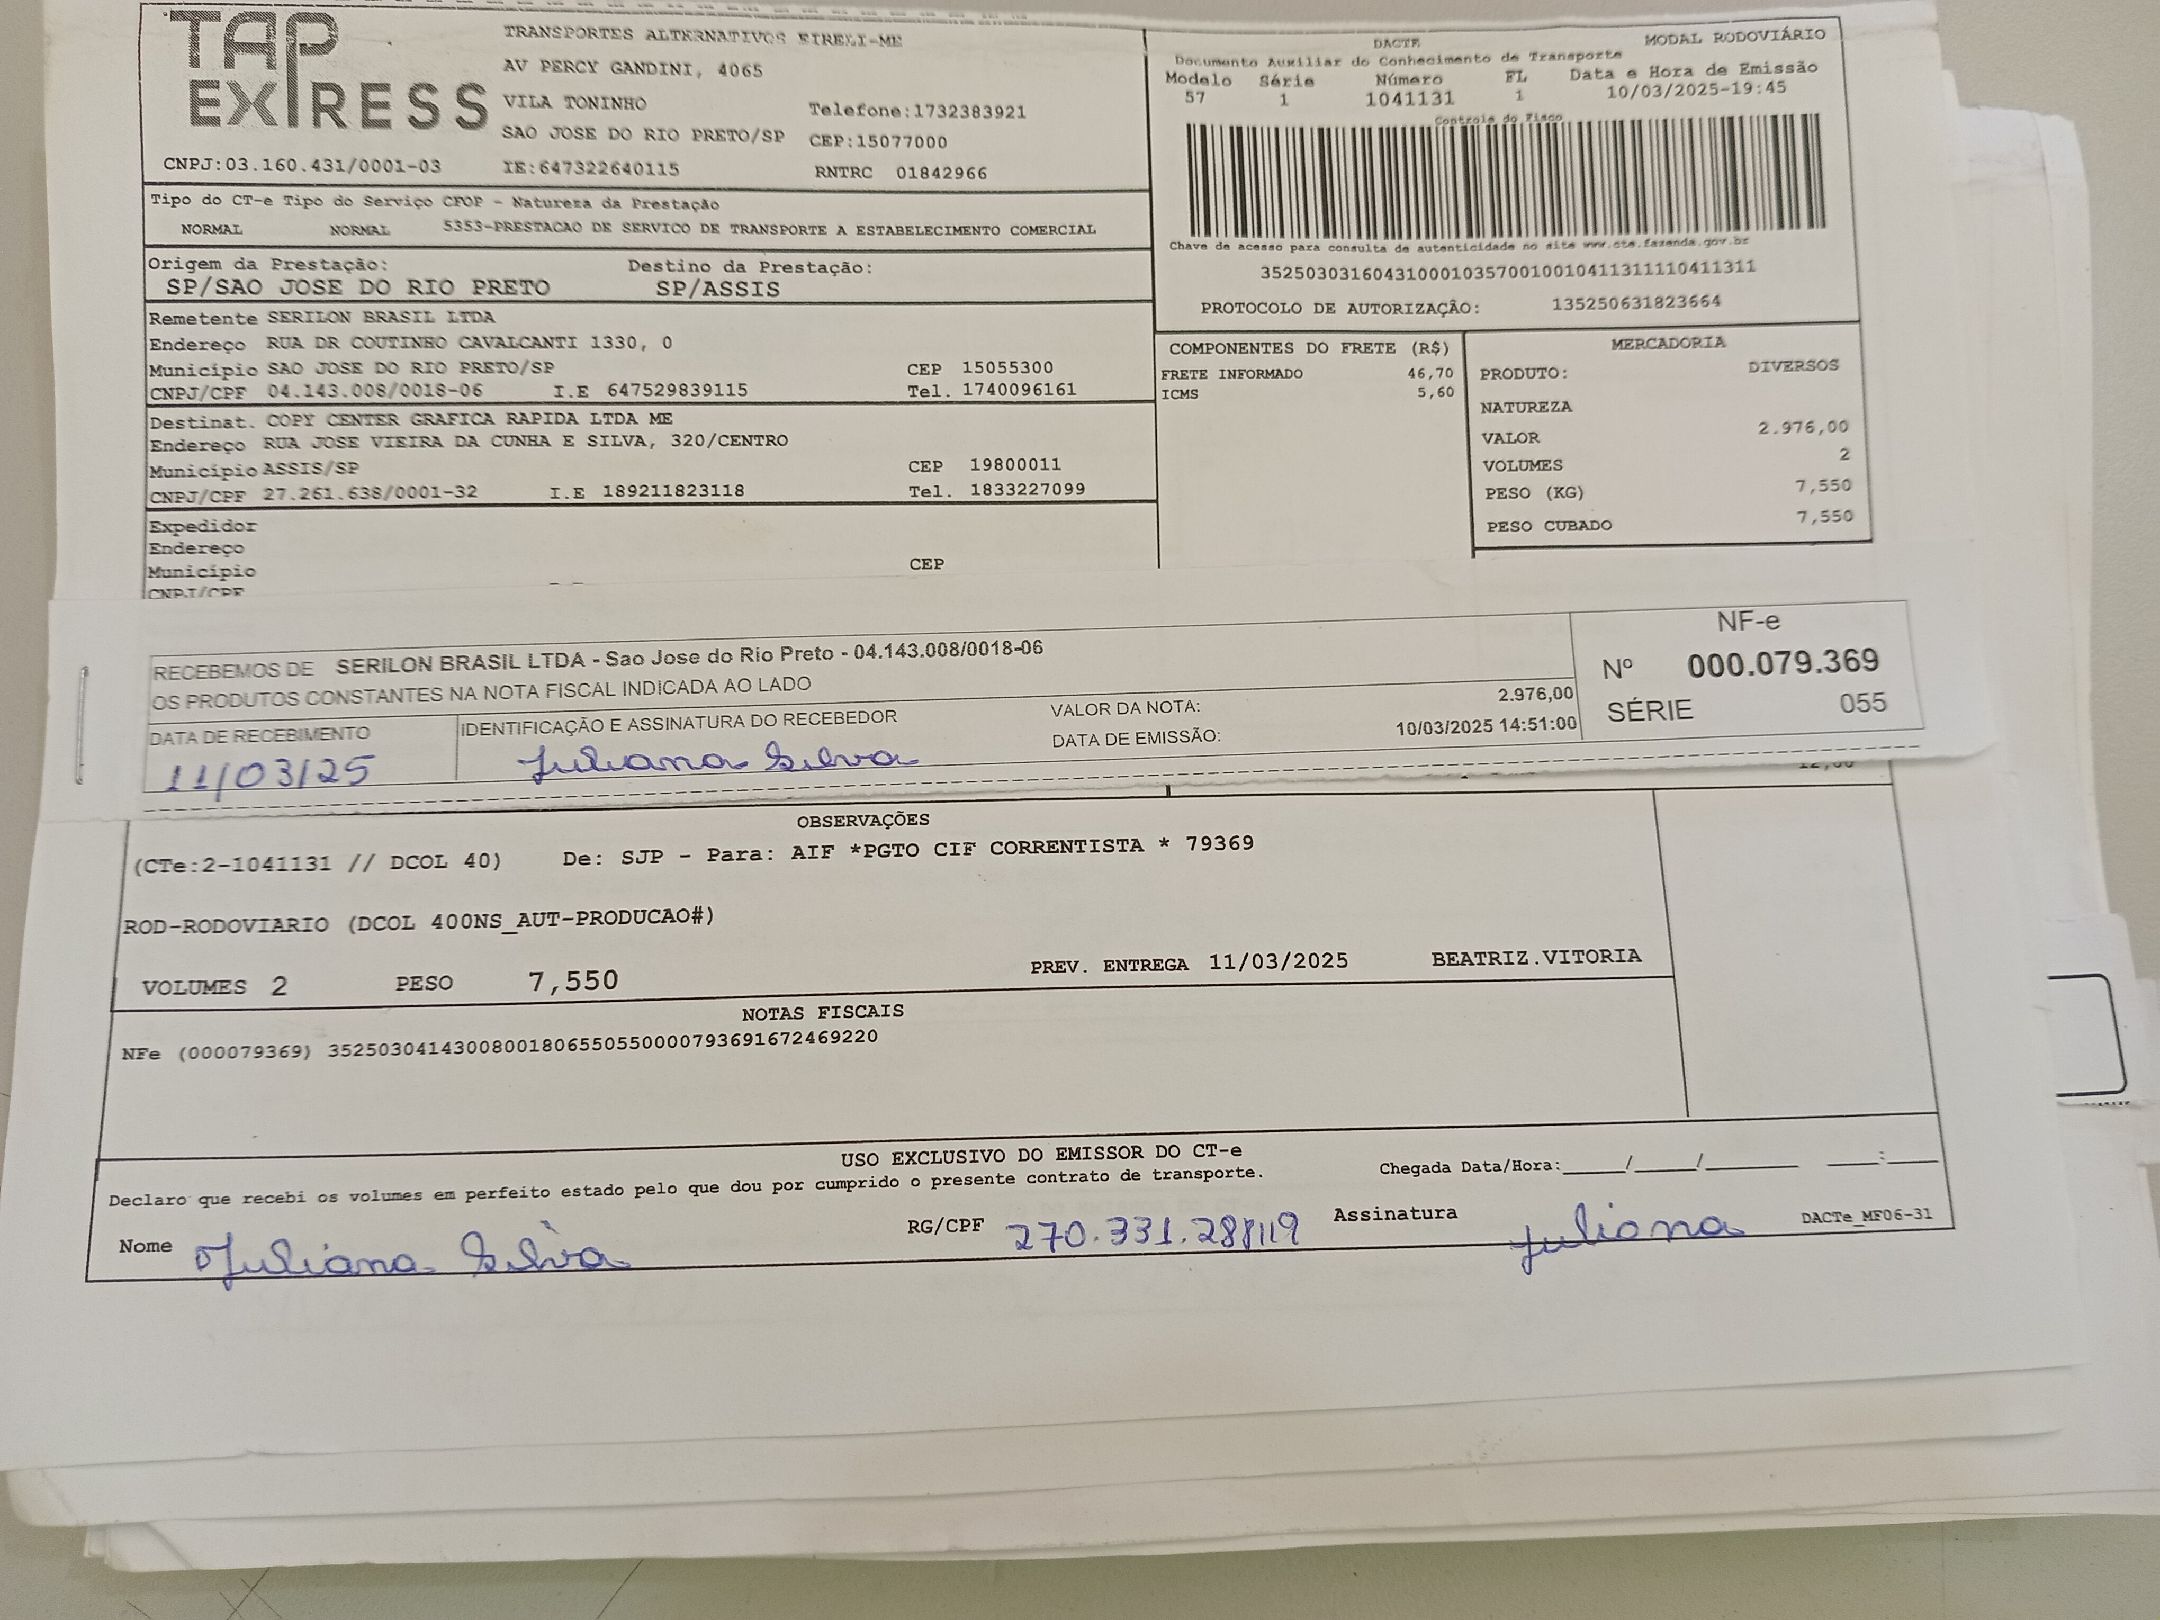 TAP EXPRESS
TRANSPORTES ALTERNATIVOS EIRELI-ME
AV PERCY GANDINI, 4065
VILA TONINHO
Telefone:1732383921
SAO JOSE DO RIO PRETO/SP CEP:15077000
CNPJ:03.160.431/0001-03 IE:647322640115 RNTRC 01842966
DACTE MODAL RODOVIÁRIO
Documento Auxiliar do Conhecimento de Transporte
Modelo Série Número FL Data e Hora de Emissão
57 1 1041131 1 10/03/2025-19:45
Controle do Fisco
Chave de acesso para consulta de autenticidade no site www.cte.fazenda.gov.br
35250303160431000103570010010411311110411311
PROTOCOLO DE AUTORIZAÇÃO: 135250631823664
Tipo do CT-e Tipo do Serviço CFOP - Natureza da Prestação
NORMAL NORMAL 5353-PRESTACAO DE SERVICO DE TRANSPORTE A ESTABELECIMENTO COMERCIAL
Origem da Prestação: Destino da Prestação:
SP/SAO JOSE DO RIO PRETO SP/ASSIS
Remetente SERILON BRASIL LTDA
Endereço RUA DR COUTINHO CAVALCANTI 1330, 0
Município SAO JOSE DO RIO PRETO/SP CEP 15055300
CNPJ/CPF 04.143.008/0018-06 I.E 647529839115 Tel. 1740096161
Destinat. COPY CENTER GRAFICA RAPIDA LTDA ME
Endereço RUA JOSE VIEIRA DA CUNHA E SILVA, 320/CENTRO
Município ASSIS/SP CEP 19800011
CNPJ/CPF 27.261.638/0001-32 I.E 189211823118 Tel. 1833227099
Expedidor
Endereço
Município CEP
CNPJ/CPF
COMPONENTES DO FRETE (R$)
FRETE INFORMADO 46,70
ICMS 5,60
MERCADORIA
PRODUTO: DIVERSOS
NATUREZA
VALOR 2.976,00
VOLUMES 2
PESO (KG) 7,550
PESO CUBADO 7,550
RECEBEMOS DE SERILON BRASIL LTDA - Sao Jose do Rio Preto - 04.143.008/0018-06
OS PRODUTOS CONSTANTES NA NOTA FISCAL INDICADA AO LADO
DATA DE RECEBIMENTO
11/03/25
IDENTIFICAÇÃO E ASSINATURA DO RECEBEDOR
Juliana Silva
VALOR DA NOTA: 2.976,00
DATA DE EMISSÃO: 10/03/2025 14:51:00
NF-e
Nº 000.079.369
SÉRIE 055
12,00
OBSERVAÇÕES
(CTe:2-1041131 // DCOL 40) De: SJP - Para: AIF *PGTO CIF CORRENTISTA * 79369
ROD-RODOVIARIO (DCOL 400NS_AUT-PRODUCAO#)
VOLUMES 2 PESO 7,550 PREV. ENTREGA 11/03/2025 BEATRIZ.VITORIA
NOTAS FISCAIS
NFe (000079369) 35250304143008001806550550000793691672469220
USO EXCLUSIVO DO EMISSOR DO CT-e
Declaro que recebi os volumes em perfeito estado pelo que dou por cumprido o presente contrato de transporte.
Chegada Data/Hora:____/____/______ ____:____
Nome Juliana Silva RG/CPF 270.331.288119 Assinatura Juliana DACTe_MF06-31